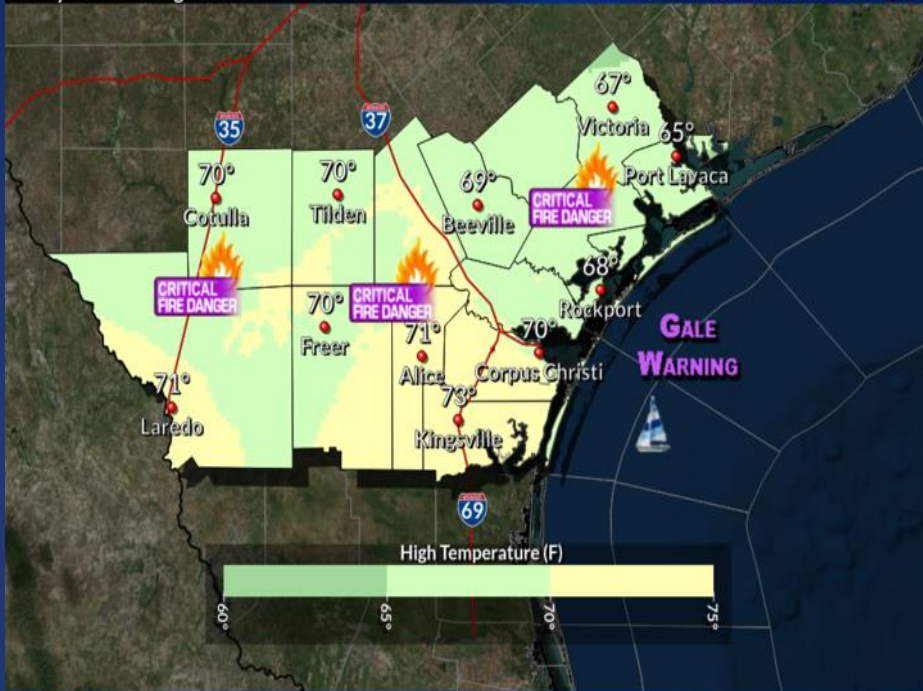 35
37
67°
Victoria
65°
Port Lavaca
70°
Cotulla
70°
Tilden
69°
Beeville
CRITICAL
FIRE DANGER
68°
Rockport
CRITICAL
FIRE DANGER
CRITICAL
FIRE DANGER
70°
Freer
71°
Alice
70°
Corpus Christi
GALE
WARNING
71°
Laredo
73°
Kingsville
69
High Temperature (F)
60°
65°
70°
75°